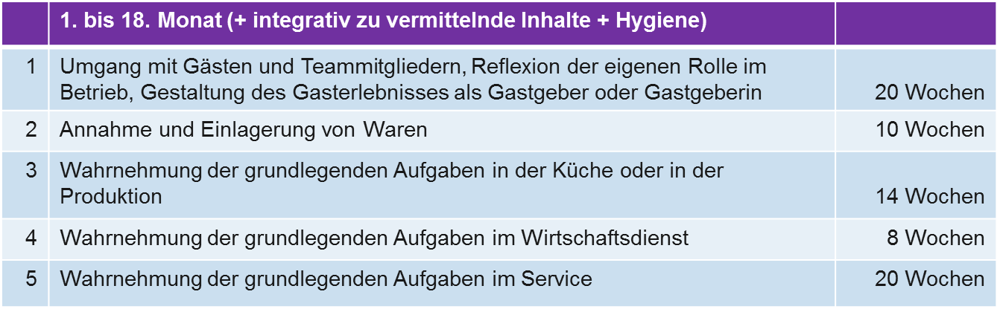 1. bis 18. Monat (+ integrativ zu vermittelnde Inhalte + Hygiene)
1 Umgang mit Gästen und Teammitgliedern, Reflexion der eigenen Rolle im
Betrieb, Gestaltung des Gasterlebnisses als Gastgeber oder Gastgeberin 20 Wochen
2 Annahme und Einlagerung von Waren 10 Wochen
3 Wahrnehmung der grundlegenden Aufgaben in der Küche oder in der
Produktion 14 Wochen
4 Wahrnehmung der grundlegenden Aufgaben im Wirtschaftsdienst 8 Wochen
5 Wahrnehmung der grundlegenden Aufgaben im Service 20 Wochen